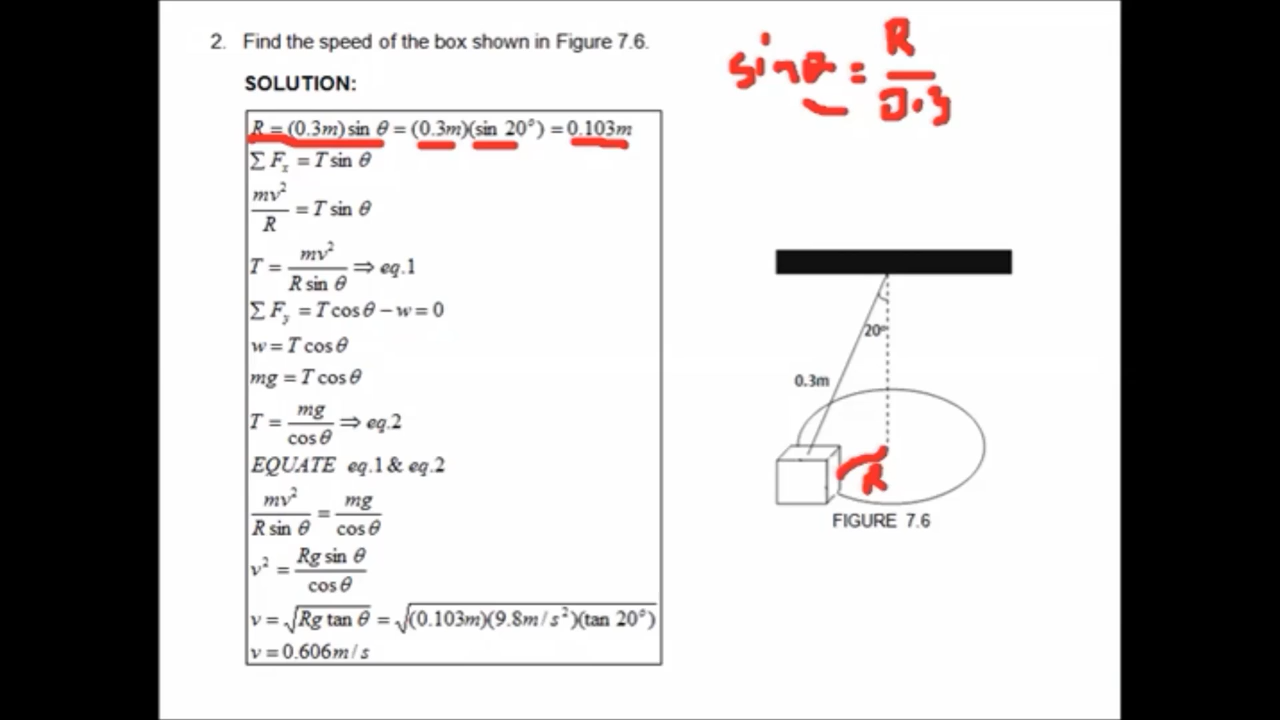 2. Find the speed of the box shown in Figure 7.6.
SOLUTION:
R = (0.3m) sin θ = (0.3m)(sin 20°) = 0.103m
Σ Fx = T sin θ
mv²/R = T sin θ
T = mv²/R sin θ ⇒ eq.1
Σ Fy = T cos θ − w = 0
w = T cos θ
mg = T cos θ
T = mg/cos θ ⇒ eq.2
EQUATE eq.1 & eq.2
mv²/R sin θ = mg/cos θ
v² = Rg sin θ/cos θ
v = √Rg tan θ = √(0.103m)(9.8m/s²)(tan 20°)
v = 0.606m/s
sin θ = R/0.3
20°
0.3m
R
FIGURE 7.6